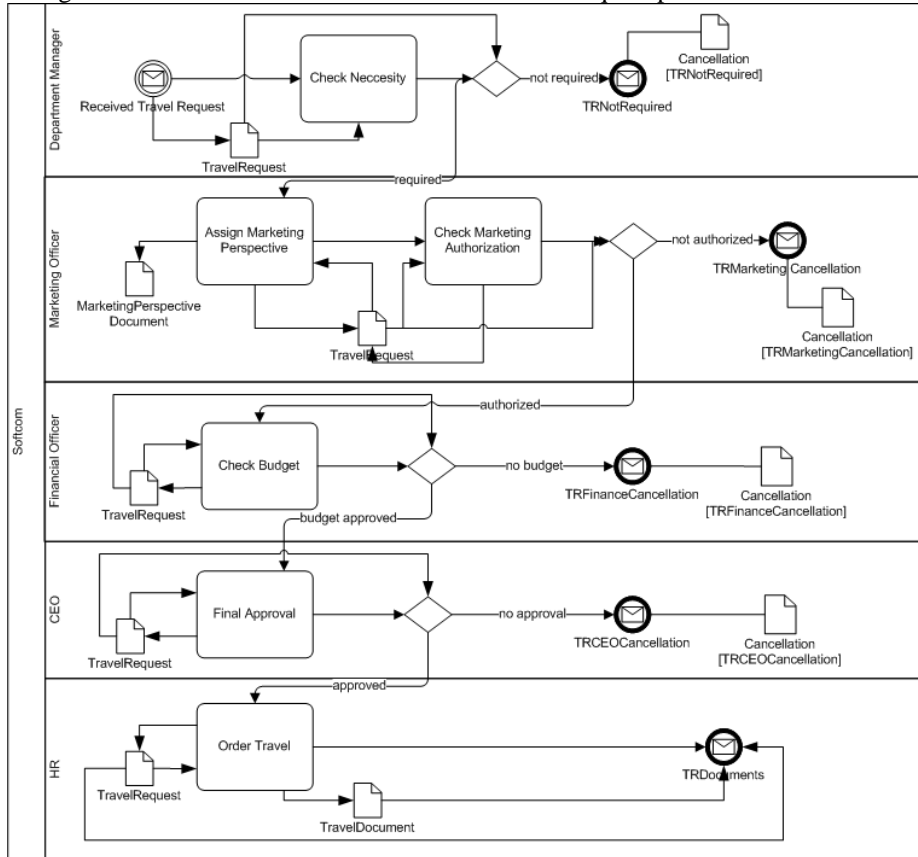 Softcom
Department Manager
Received Travel Request
Check Neccesity
TravelRequest
not required
TRNotRequired
Cancellation
[TRNotRequired]
required
Marketing Officer
Assign Marketing
Perspective
MarketingPerspective
Document
Check Marketing
Authorization
TravelRequest
not authorized
TRMarketing Cancellation
Cancellation
[TRMarketingCancellation]
authorized
Financial Officer
TravelRequest
Check Budget
no budget
TRFinanceCancellation
Cancellation
[TRFinanceCancellation]
budget approved
CEO
TravelRequest
Final Approval
no approval
TRCEOCancellation
Cancellation
[TRCEOCancellation]
approved
HR
TravelRequest
Order Travel
TravelDocument
TRDocuments